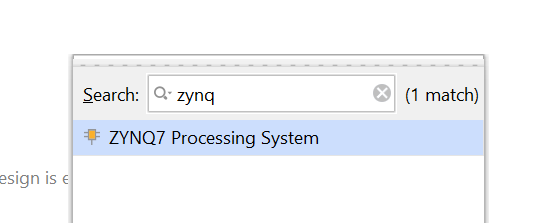 Search: zynq (1 match)
ZYNQ7 Processing System
esign is e